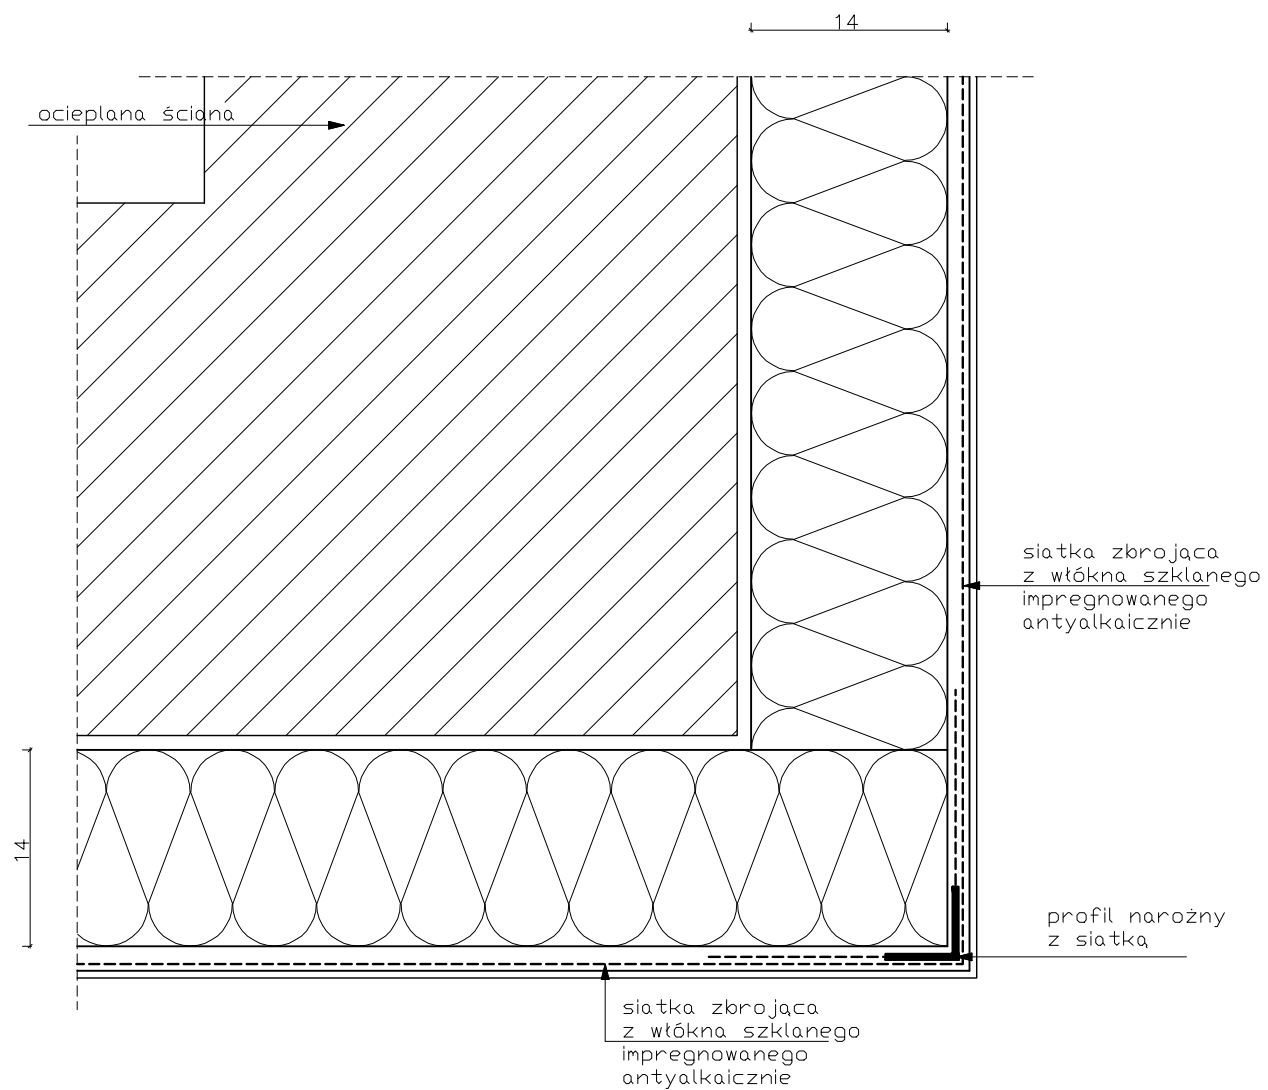 14
ocieplana ściana
siatka zbrojąca
z włókna szklanego
impregnowanego
antyalkaicznie
14
profil narożny
z siatką
siatka zbrojąca
z włókna szklanego
impregnowanego
antyalkaicznie